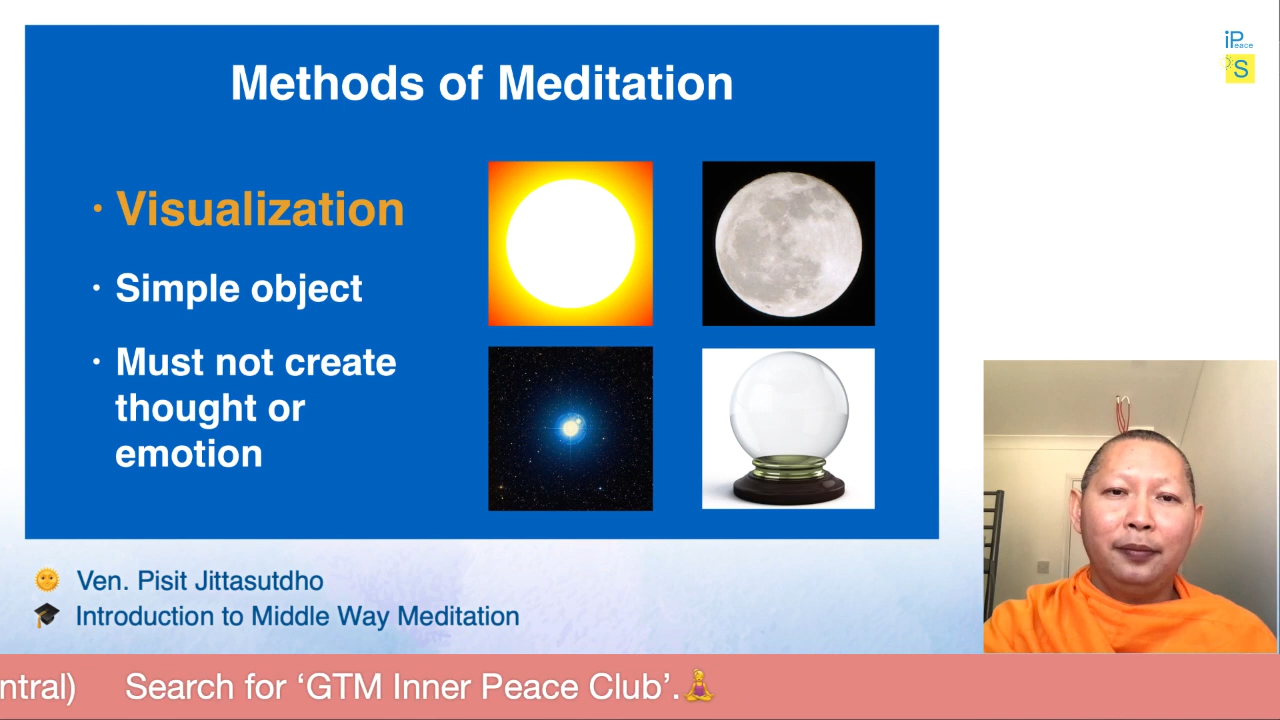 Methods of Meditation
iPeace
S
· Visualization
· Simple object
· Must not create
thought or
emotion
🌞 Ven. Pisit Jittasutdho
🎓 Introduction to Middle Way Meditation
ntral) Search for ‘GTM Inner Peace Club’.🧘